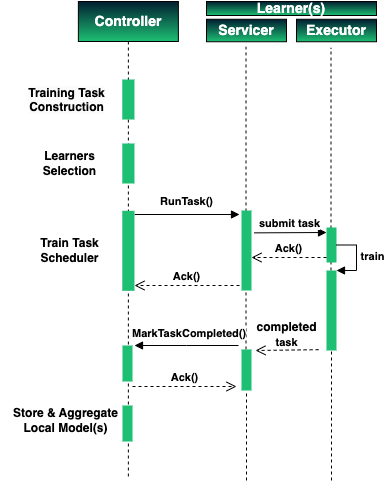 Controller
Learner(s)
Servicer
Executor
Training Task
Construction
Learners
Selection
RunTask()
submit task
Train Task
Scheduler
Ack()
train
Ack()
MarkTaskCompleted()
completed
task
Ack()
Store & Aggregate
Local Model(s)